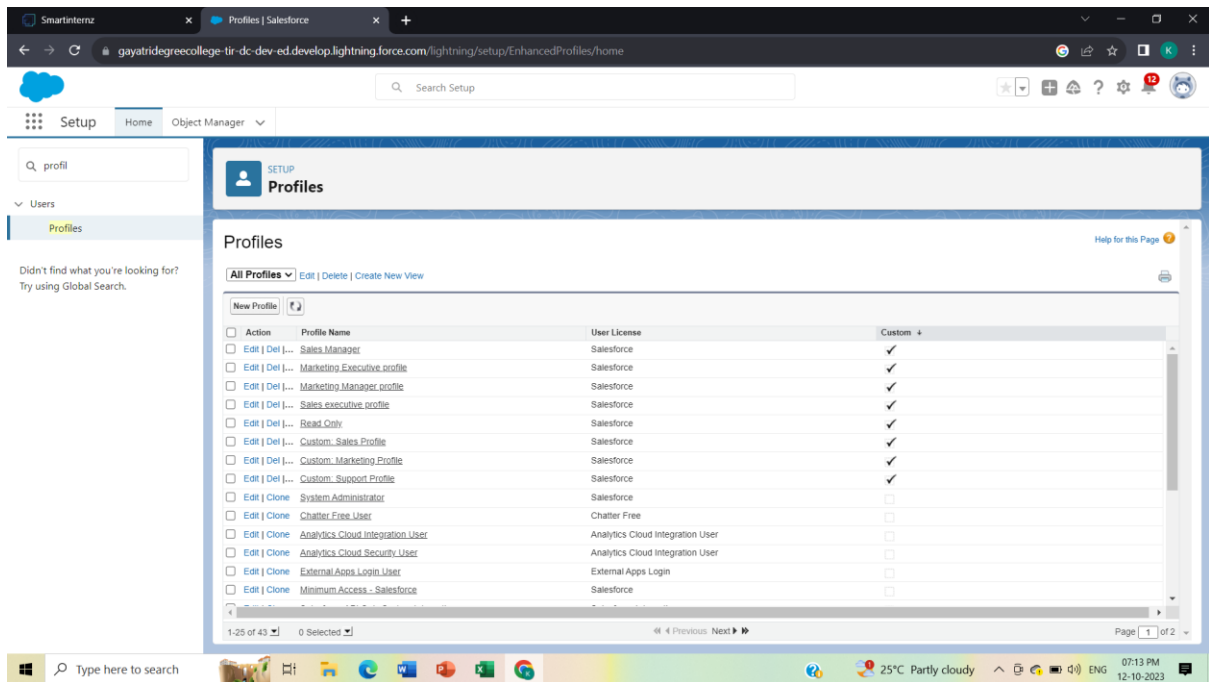 Smartinternz
Profiles | Salesforce
gayatridegreecollege-tir-dc-dev-ed.develop.lightning.force.com/lightning/setup/EnhancedProfiles/home
K
Search Setup
12
Setup Home Object Manager
profil
Users
Profiles
Didn't find what you're looking for?
Try using Global Search.
SETUP
Profiles
Profiles
Help for this Page
All Profiles Edit | Delete | Create New View
New Profile
Action Profile Name User License Custom
Edit | Del |... Sales Manager Salesforce
Edit | Del |... Marketing Executive profile Salesforce
Edit | Del |... Marketing Manager profile Salesforce
Edit | Del |... Sales executive profile Salesforce
Edit | Del |... Read Only Salesforce
Edit | Del |... Custom: Sales Profile Salesforce
Edit | Del |... Custom: Marketing Profile Salesforce
Edit | Del |... Custom: Support Profile Salesforce
Edit | Clone System Administrator Salesforce
Edit | Clone Chatter Free User Chatter Free
Edit | Clone Analytics Cloud Integration User Analytics Cloud Integration User
Edit | Clone Analytics Cloud Security User Analytics Cloud Integration User
Edit | Clone External Apps Login User External Apps Login
Edit | Clone Minimum Access - Salesforce Salesforce
1-25 of 43 0 Selected Previous Next Page 1 of 2
Type here to search
25°C Partly cloudy
ENG
07:13 PM
12-10-2023